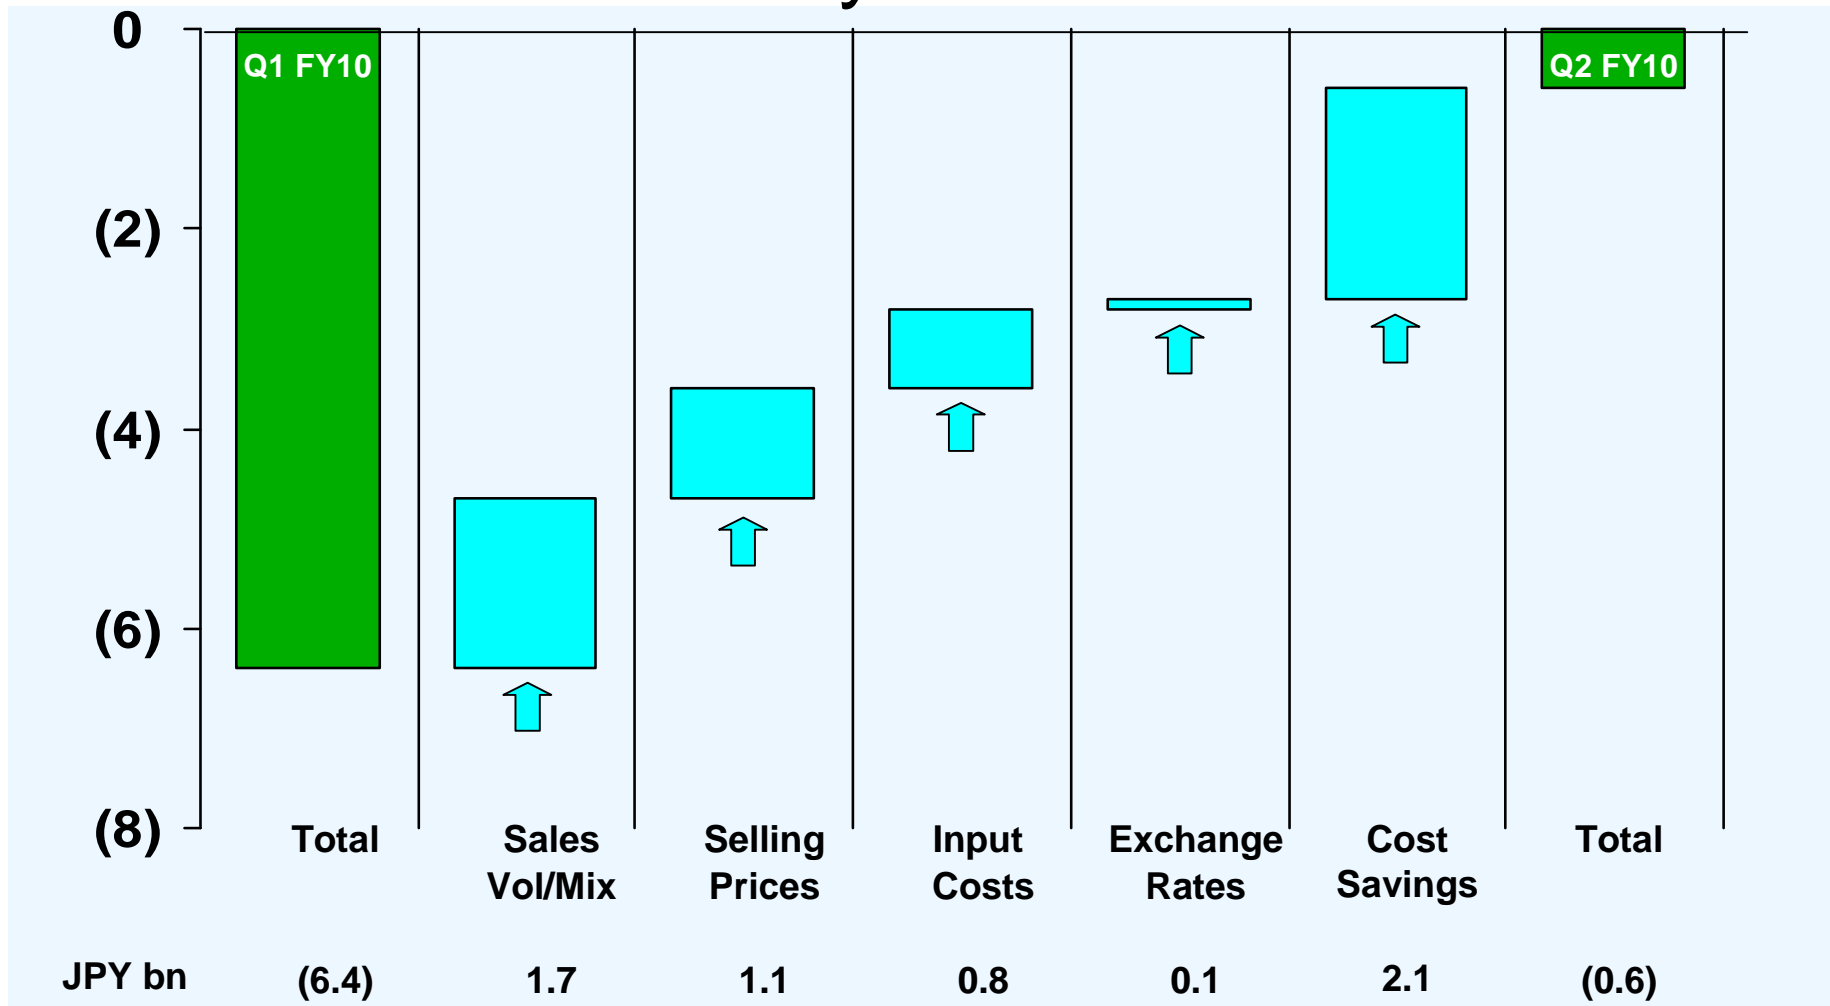 0
Q1 FY10
Q2 FY10
(2)
(4)
(6)
(8)
Total
Sales
Vol/Mix
Selling
Prices
Input
Costs
Exchange
Rates
Cost
Savings
Total
JPY bn (6.4) 1.7 1.1 0.8 0.1 2.1 (0.6)